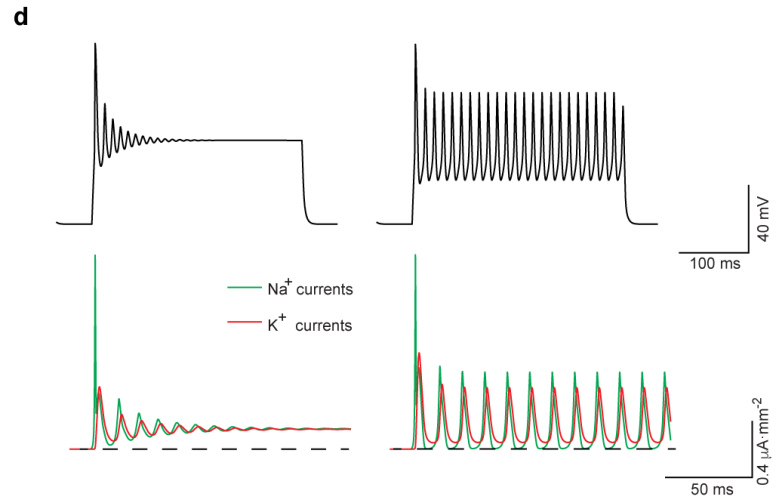 d
40 mV
100 ms
Na+ currents
K+ currents
0.4 µA·mm-2
50 ms